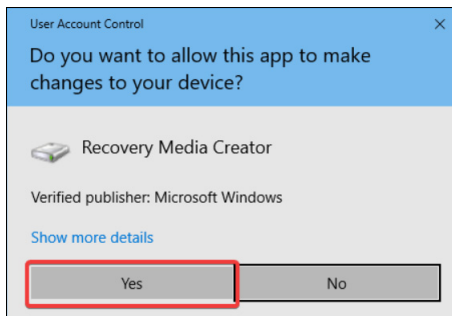 User Account Control
Do you want to allow this app to make
changes to your device?
Recovery Media Creator
Verified publisher: Microsoft Windows
Show more details
Yes
No